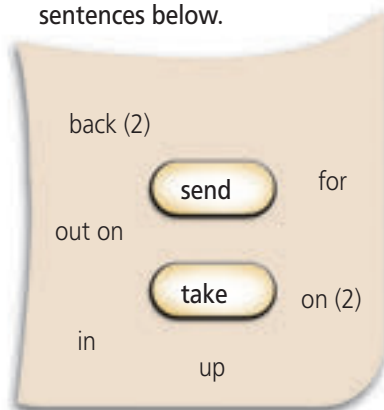 sentences below.
back (2)
send
for
out on
take
on (2)
in
up